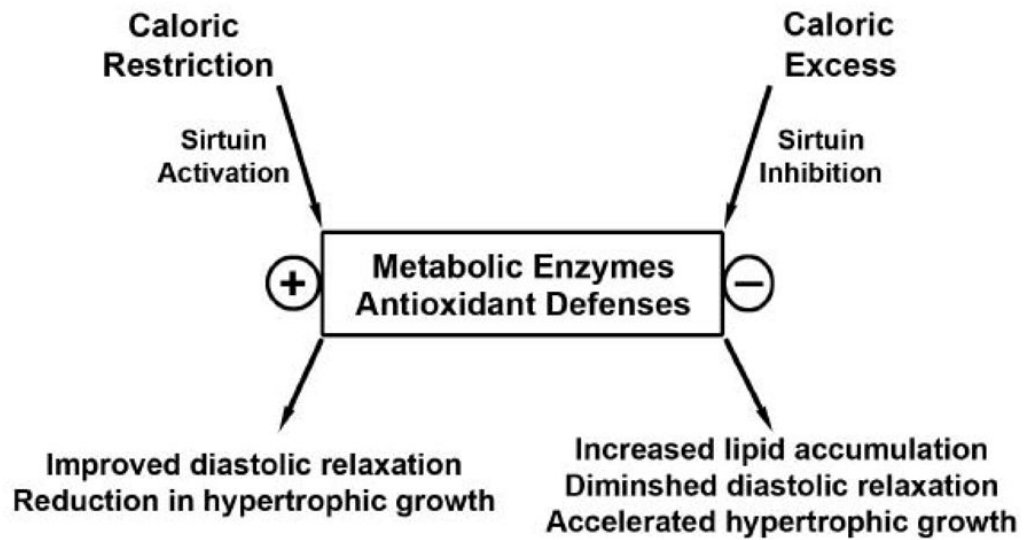 Caloric
Restriction
Caloric
Excess
Sirtuin
Activation
Sirtuin
Inhibition
+
Metabolic Enzymes
Antioxidant Defenses
−
Improved diastolic relaxation
Reduction in hypertrophic growth
Increased lipid accumulation
Diminshed diastolic relaxation
Accelerated hypertrophic growth